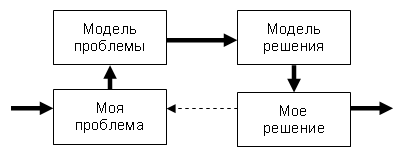 Модель
проблемы
Модель
решения
Моя
проблема
Мое
решение